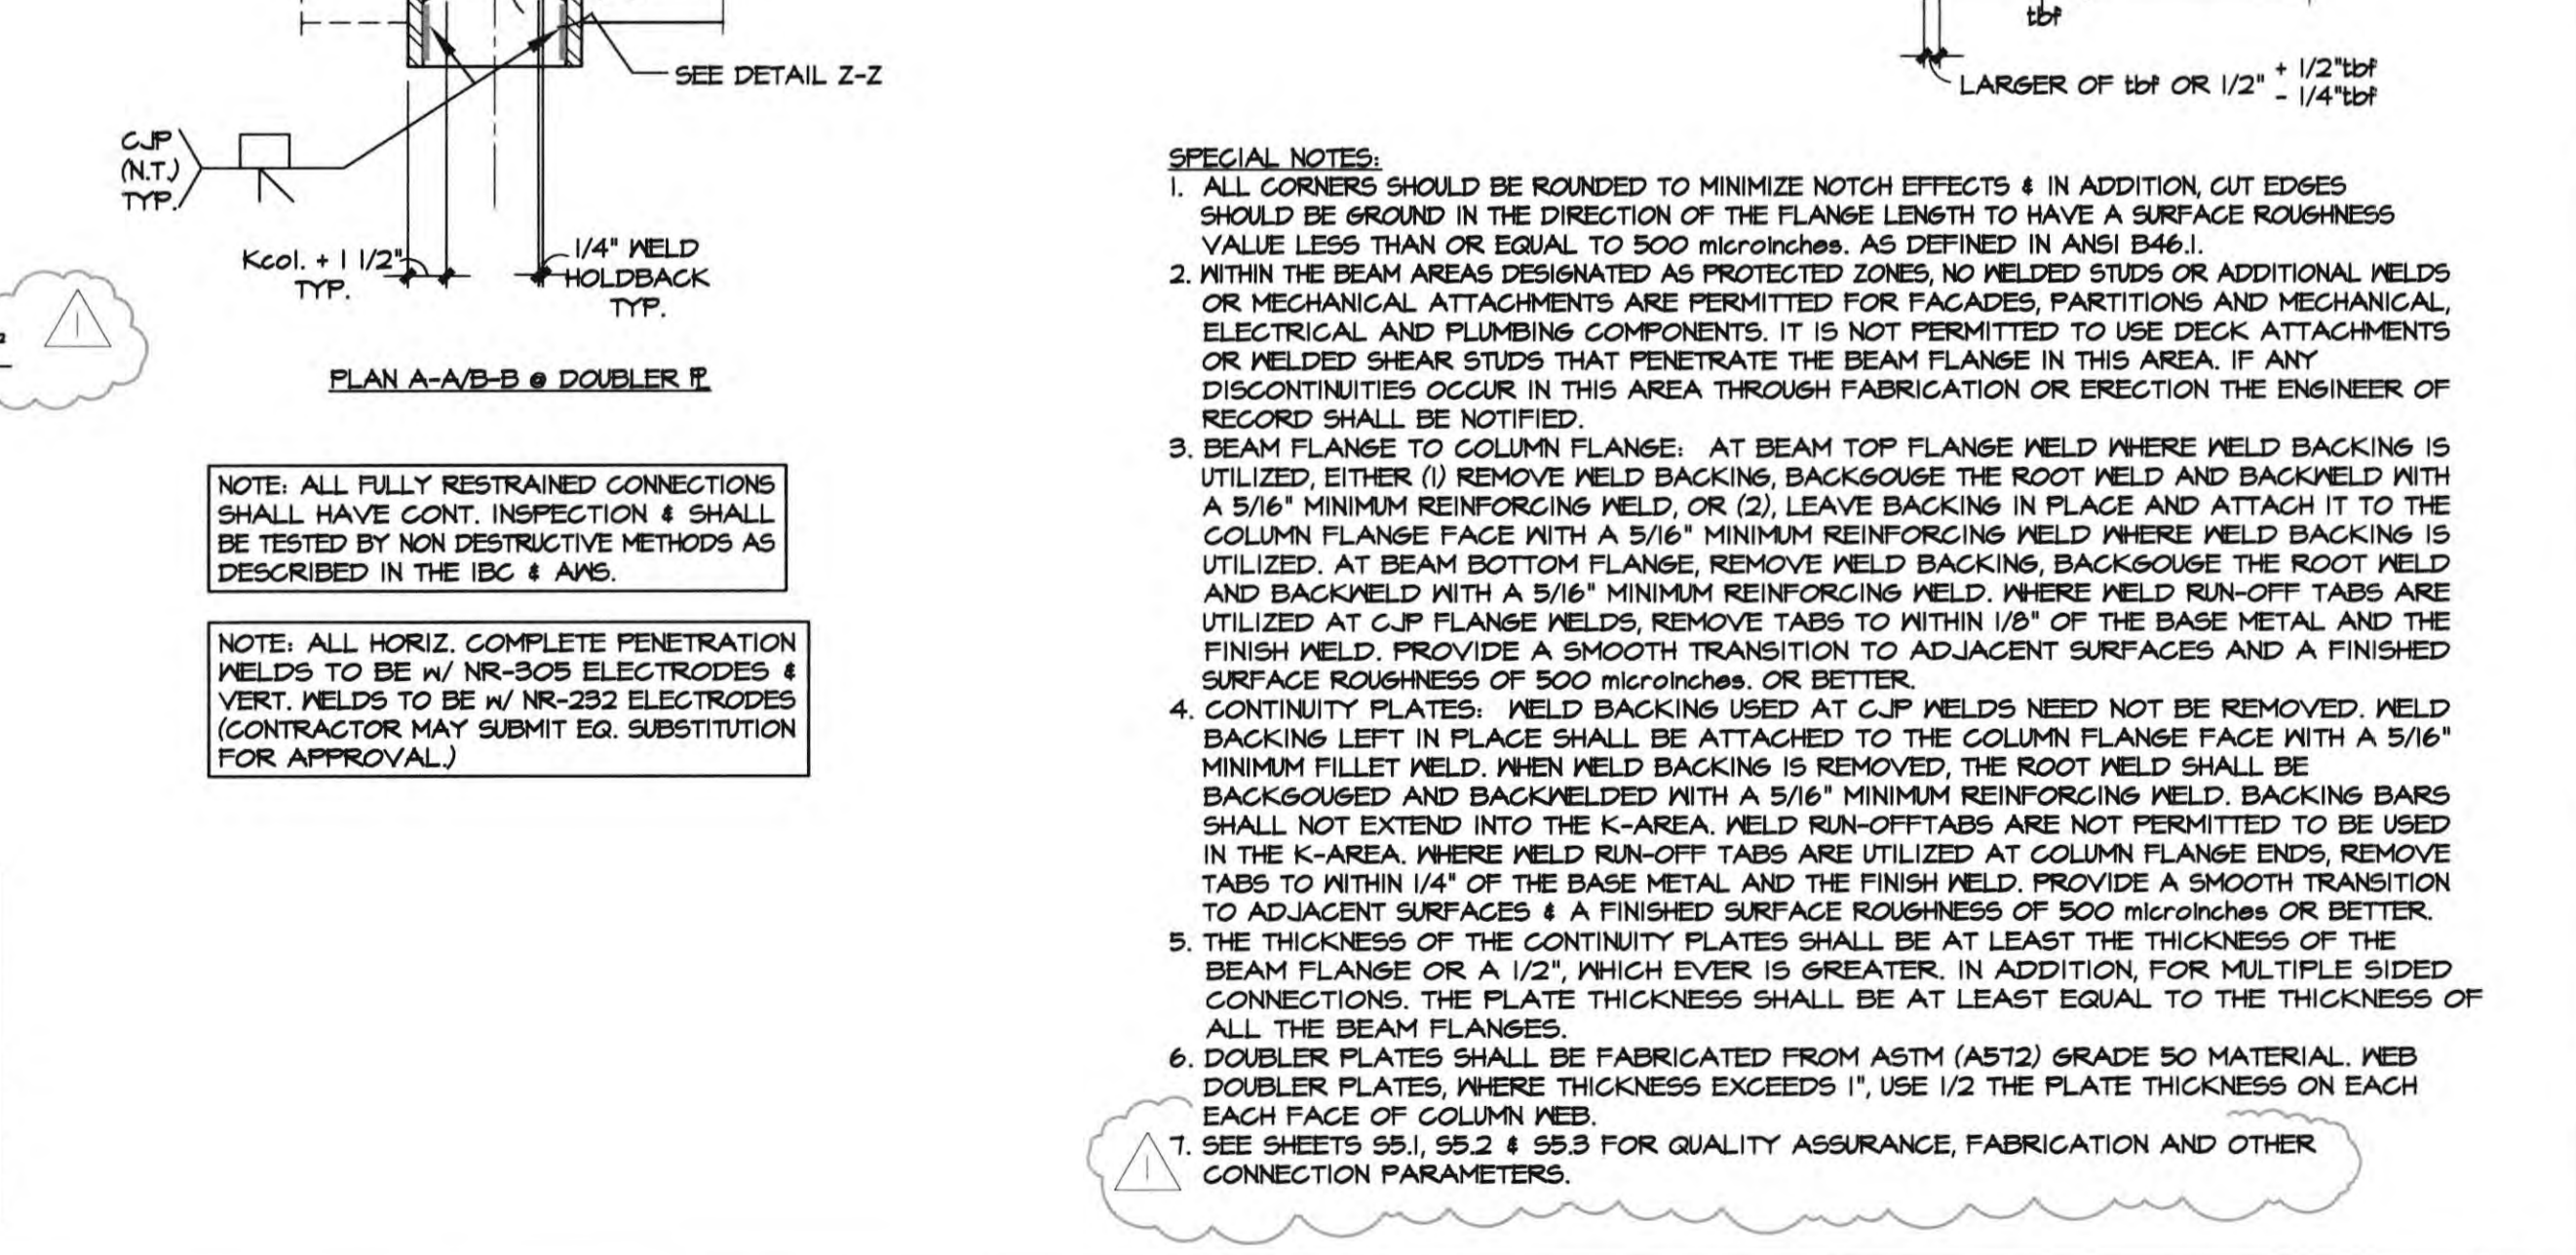 SEE DETAIL Z-Z
CJP
(N.T.)
TYP.
Kcol. + 1 1/2"
TYP.
1/4" WELD
HOLDBACK
TYP.
1
2
PLAN A-A/B-B @ DOUBLER PL
NOTE: ALL FULLY RESTRAINED CONNECTIONS
SHALL HAVE CONT. INSPECTION & SHALL
BE TESTED BY NON DESTRUCTIVE METHODS AS
DESCRIBED IN THE IBC & AWS.
NOTE: ALL HORIZ. COMPLETE PENETRATION
WELDS TO BE w/ NR-305 ELECTRODES &
VERT. WELDS TO BE w/ NR-232 ELECTRODES
(CONTRACTOR MAY SUBMIT EQ. SUBSTITUTION
FOR APPROVAL.)
tbf
LARGER OF tbf OR 1/2" + 1/2"tbf
- 1/4"tbf
SPECIAL NOTES:
1. ALL CORNERS SHOULD BE ROUNDED TO MINIMIZE NOTCH EFFECTS & IN ADDITION, CUT EDGES
SHOULD BE GROUND IN THE DIRECTION OF THE FLANGE LENGTH TO HAVE A SURFACE ROUGHNESS
VALUE LESS THAN OR EQUAL TO 500 microinches. AS DEFINED IN ANSI B46.1.
2. WITHIN THE BEAM AREAS DESIGNATED AS PROTECTED ZONES, NO WELDED STUDS OR ADDITIONAL WELDS
OR MECHANICAL ATTACHMENTS ARE PERMITTED FOR FACADES, PARTITIONS AND MECHANICAL,
ELECTRICAL AND PLUMBING COMPONENTS. IT IS NOT PERMITTED TO USE DECK ATTACHMENTS
OR WELDED SHEAR STUDS THAT PENETRATE THE BEAM FLANGE IN THIS AREA. IF ANY
DISCONTINUITIES OCCUR IN THIS AREA THROUGH FABRICATION OR ERECTION THE ENGINEER OF
RECORD SHALL BE NOTIFIED.
3. BEAM FLANGE TO COLUMN FLANGE: AT BEAM TOP FLANGE WELD WHERE WELD BACKING IS
UTILIZED, EITHER (1) REMOVE WELD BACKING, BACKGOUGE THE ROOT WELD AND BACKWELD WITH
A 5/16" MINIMUM REINFORCING WELD, OR (2), LEAVE BACKING IN PLACE AND ATTACH IT TO THE
COLUMN FLANGE FACE WITH A 5/16" MINIMUM REINFORCING WELD WHERE WELD BACKING IS
UTILIZED. AT BEAM BOTTOM FLANGE, REMOVE WELD BACKING, BACKGOUGE THE ROOT WELD
AND BACKWELD WITH A 5/16" MINIMUM REINFORCING WELD. WHERE WELD RUN-OFF TABS ARE
UTILIZED AT CJP FLANGE WELDS, REMOVE TABS TO WITHIN 1/8" OF THE BASE METAL AND THE
FINISH WELD. PROVIDE A SMOOTH TRANSITION TO ADJACENT SURFACES AND A FINISHED
SURFACE ROUGHNESS OF 500 microinches. OR BETTER.
4. CONTINUITY PLATES: WELD BACKING USED AT CJP WELDS NEED NOT BE REMOVED. WELD
BACKING LEFT IN PLACE SHALL BE ATTACHED TO THE COLUMN FLANGE FACE WITH A 5/16"
MINIMUM FILLET WELD. WHEN WELD BACKING IS REMOVED, THE ROOT WELD SHALL BE
BACKGOUGED AND BACKWELDED WITH A 5/16" MINIMUM REINFORCING WELD. BACKING BARS
SHALL NOT EXTEND INTO THE K-AREA. WELD RUN-OFFTABS ARE NOT PERMITTED TO BE USED
IN THE K-AREA. WHERE WELD RUN-OFF TABS ARE UTILIZED AT COLUMN FLANGE ENDS, REMOVE
TABS TO WITHIN 1/4" OF THE BASE METAL AND THE FINISH WELD. PROVIDE A SMOOTH TRANSITION
TO ADJACENT SURFACES & A FINISHED SURFACE ROUGHNESS OF 500 microinches OR BETTER.
5. THE THICKNESS OF THE CONTINUITY PLATES SHALL BE AT LEAST THE THICKNESS OF THE
BEAM FLANGE OR A 1/2", WHICH EVER IS GREATER. IN ADDITION, FOR MULTIPLE SIDED
CONNECTIONS. THE PLATE THICKNESS SHALL BE AT LEAST EQUAL TO THE THICKNESS OF
ALL THE BEAM FLANGES.
6. DOUBLER PLATES SHALL BE FABRICATED FROM ASTM (A572) GRADE 50 MATERIAL. WEB
DOUBLER PLATES, WHERE THICKNESS EXCEEDS 1", USE 1/2 THE PLATE THICKNESS ON EACH
EACH FACE OF COLUMN WEB.
1
7. SEE SHEETS S5.1, S5.2 & S5.3 FOR QUALITY ASSURANCE, FABRICATION AND OTHER
CONNECTION PARAMETERS.